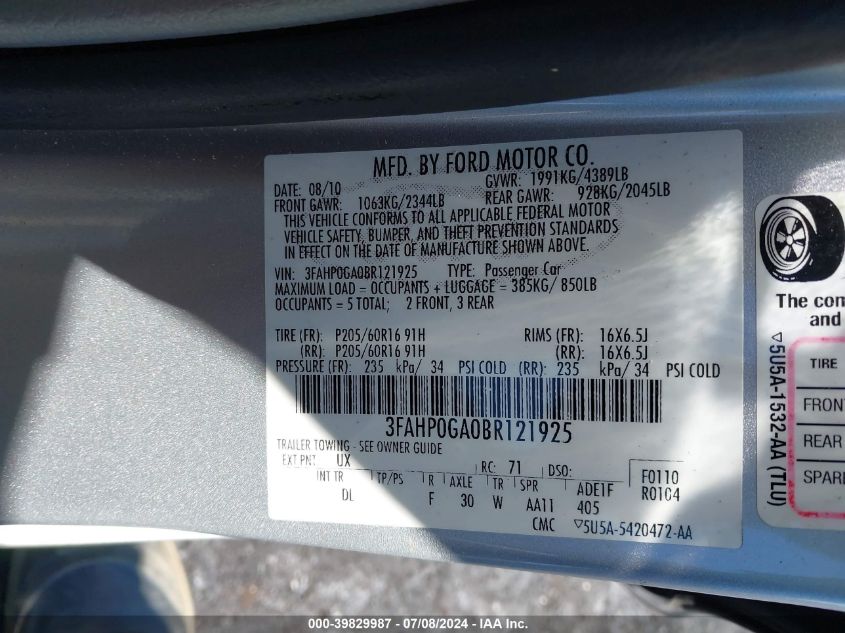 MFD. BY FORD MOTOR CO.
DATE: 08/10 GVWR: 1991KG/4389LB
FRONT GAWR: 1063KG/2344LB REAR GAWR: 928KG/2045LB
THIS VEHICLE CONFORMS TO ALL APPLICABLE FEDERAL MOTOR
VEHICLE SAFETY, BUMPER, AND THEFT PREVENTION STANDARDS
IN EFFECT ON THE DATE OF MANUFACTURE SHOWN ABOVE.
VIN: 3FAHP0GA0BR121925 TYPE: Passenger Car
MAXIMUM LOAD = OCCUPANTS + LUGGAGE = 385KG/ 850LB
OCCUPANTS = 5 TOTAL; 2 FRONT, 3 REAR
TIRE (FR): P205/60R16 91H RIMS (FR): 16X6.5J
(RR): P205/60R16 91H (RR): 16X6.5J
PRESSURE (FR): 235 kPa/ 34 PSI COLD (RR): 235 kPa/ 34 PSI COLD
3FAHP0GA0BR121925
TRAILER TOWING - SEE OWNER GUIDE
EXT PNT: UX RC: 71 DSO: F0110
INT TR TP/PS R AXLE TR SPR ADE1F R0104
DL F 30 W AA11 405
CMC ▽5U5A-5420472-AA
The com
and
▽5U5A-1532-AA (TLU)
TIRE
FRON
REAR
SPAR
000-39829987 - 07/08/2024 - IAA Inc.